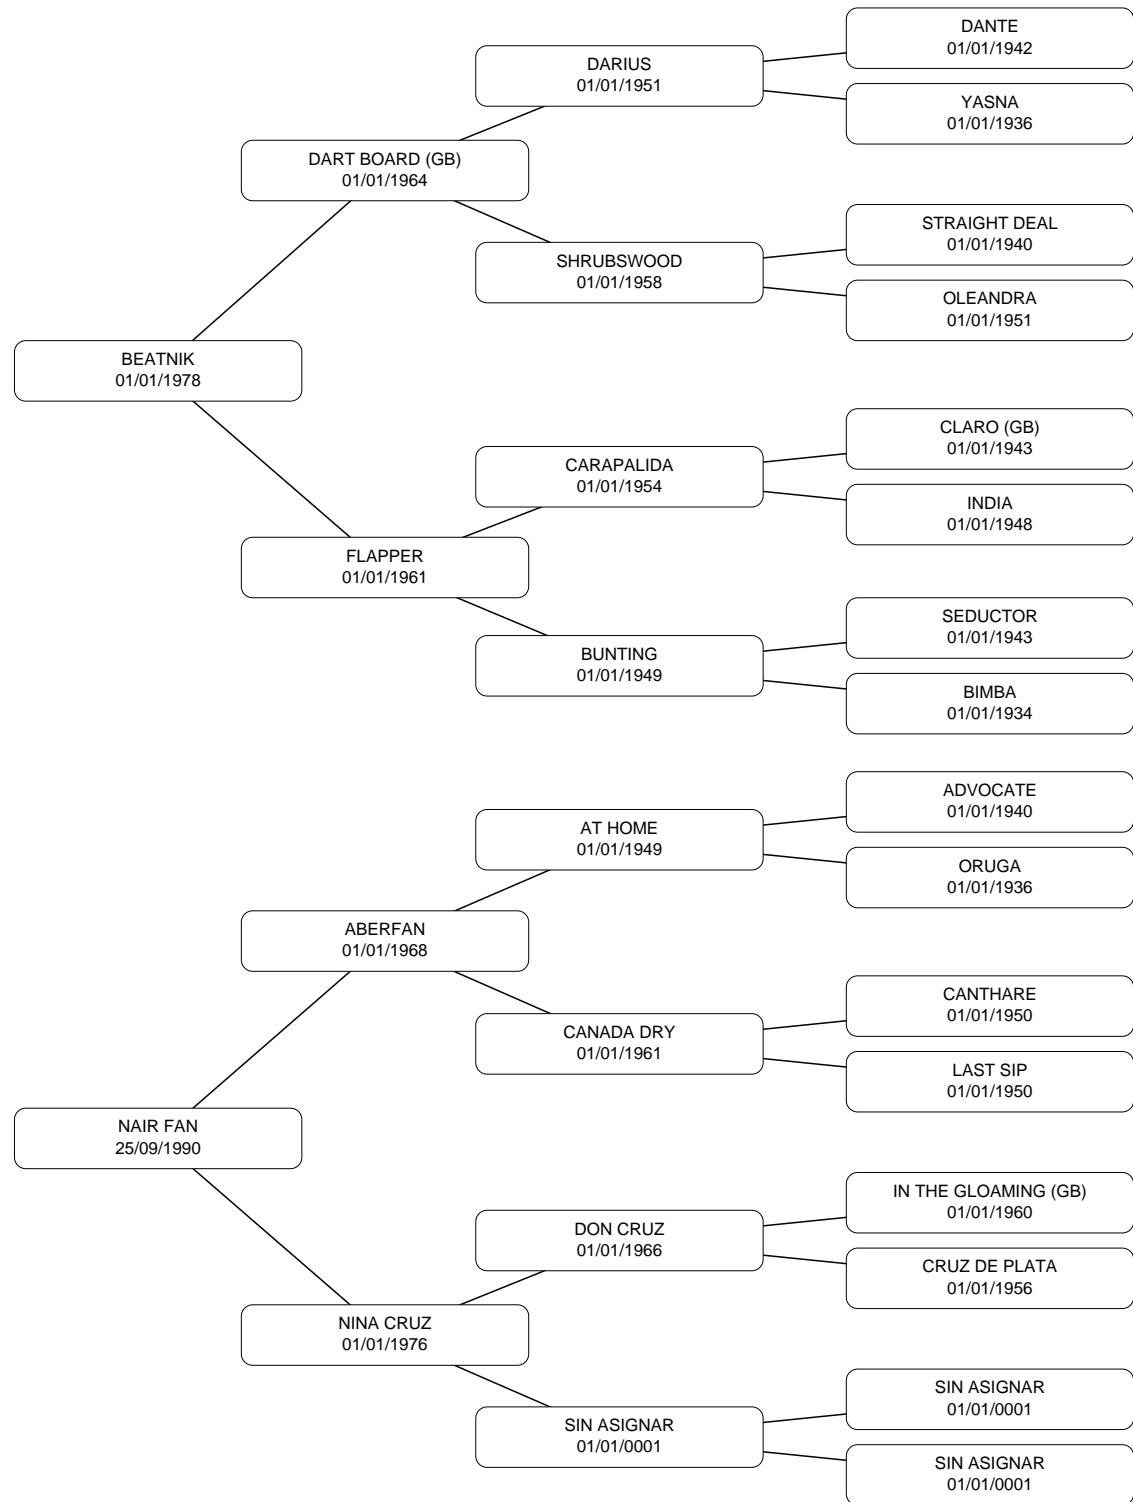 DANTE
01/01/1942
DARIUS
01/01/1951
YASNA
01/01/1936
DART BOARD (GB)
01/01/1964
STRAIGHT DEAL
01/01/1940
SHRUBSWOOD
01/01/1958
OLEANDRA
01/01/1951
BEATNIK
01/01/1978
CLARO (GB)
01/01/1943
CARAPALIDA
01/01/1954
INDIA
01/01/1948
FLAPPER
01/01/1961
SEDUCTOR
01/01/1943
BUNTING
01/01/1949
BIMBA
01/01/1934
ADVOCATE
01/01/1940
AT HOME
01/01/1949
ORUGA
01/01/1936
ABERFAN
01/01/1968
CANTHARE
01/01/1950
CANADA DRY
01/01/1961
LAST SIP
01/01/1950
NAIR FAN
25/09/1990
IN THE GLOAMING (GB)
01/01/1960
DON CRUZ
01/01/1966
CRUZ DE PLATA
01/01/1956
NINA CRUZ
01/01/1976
SIN ASIGNAR
01/01/0001
SIN ASIGNAR
01/01/0001
SIN ASIGNAR
01/01/0001